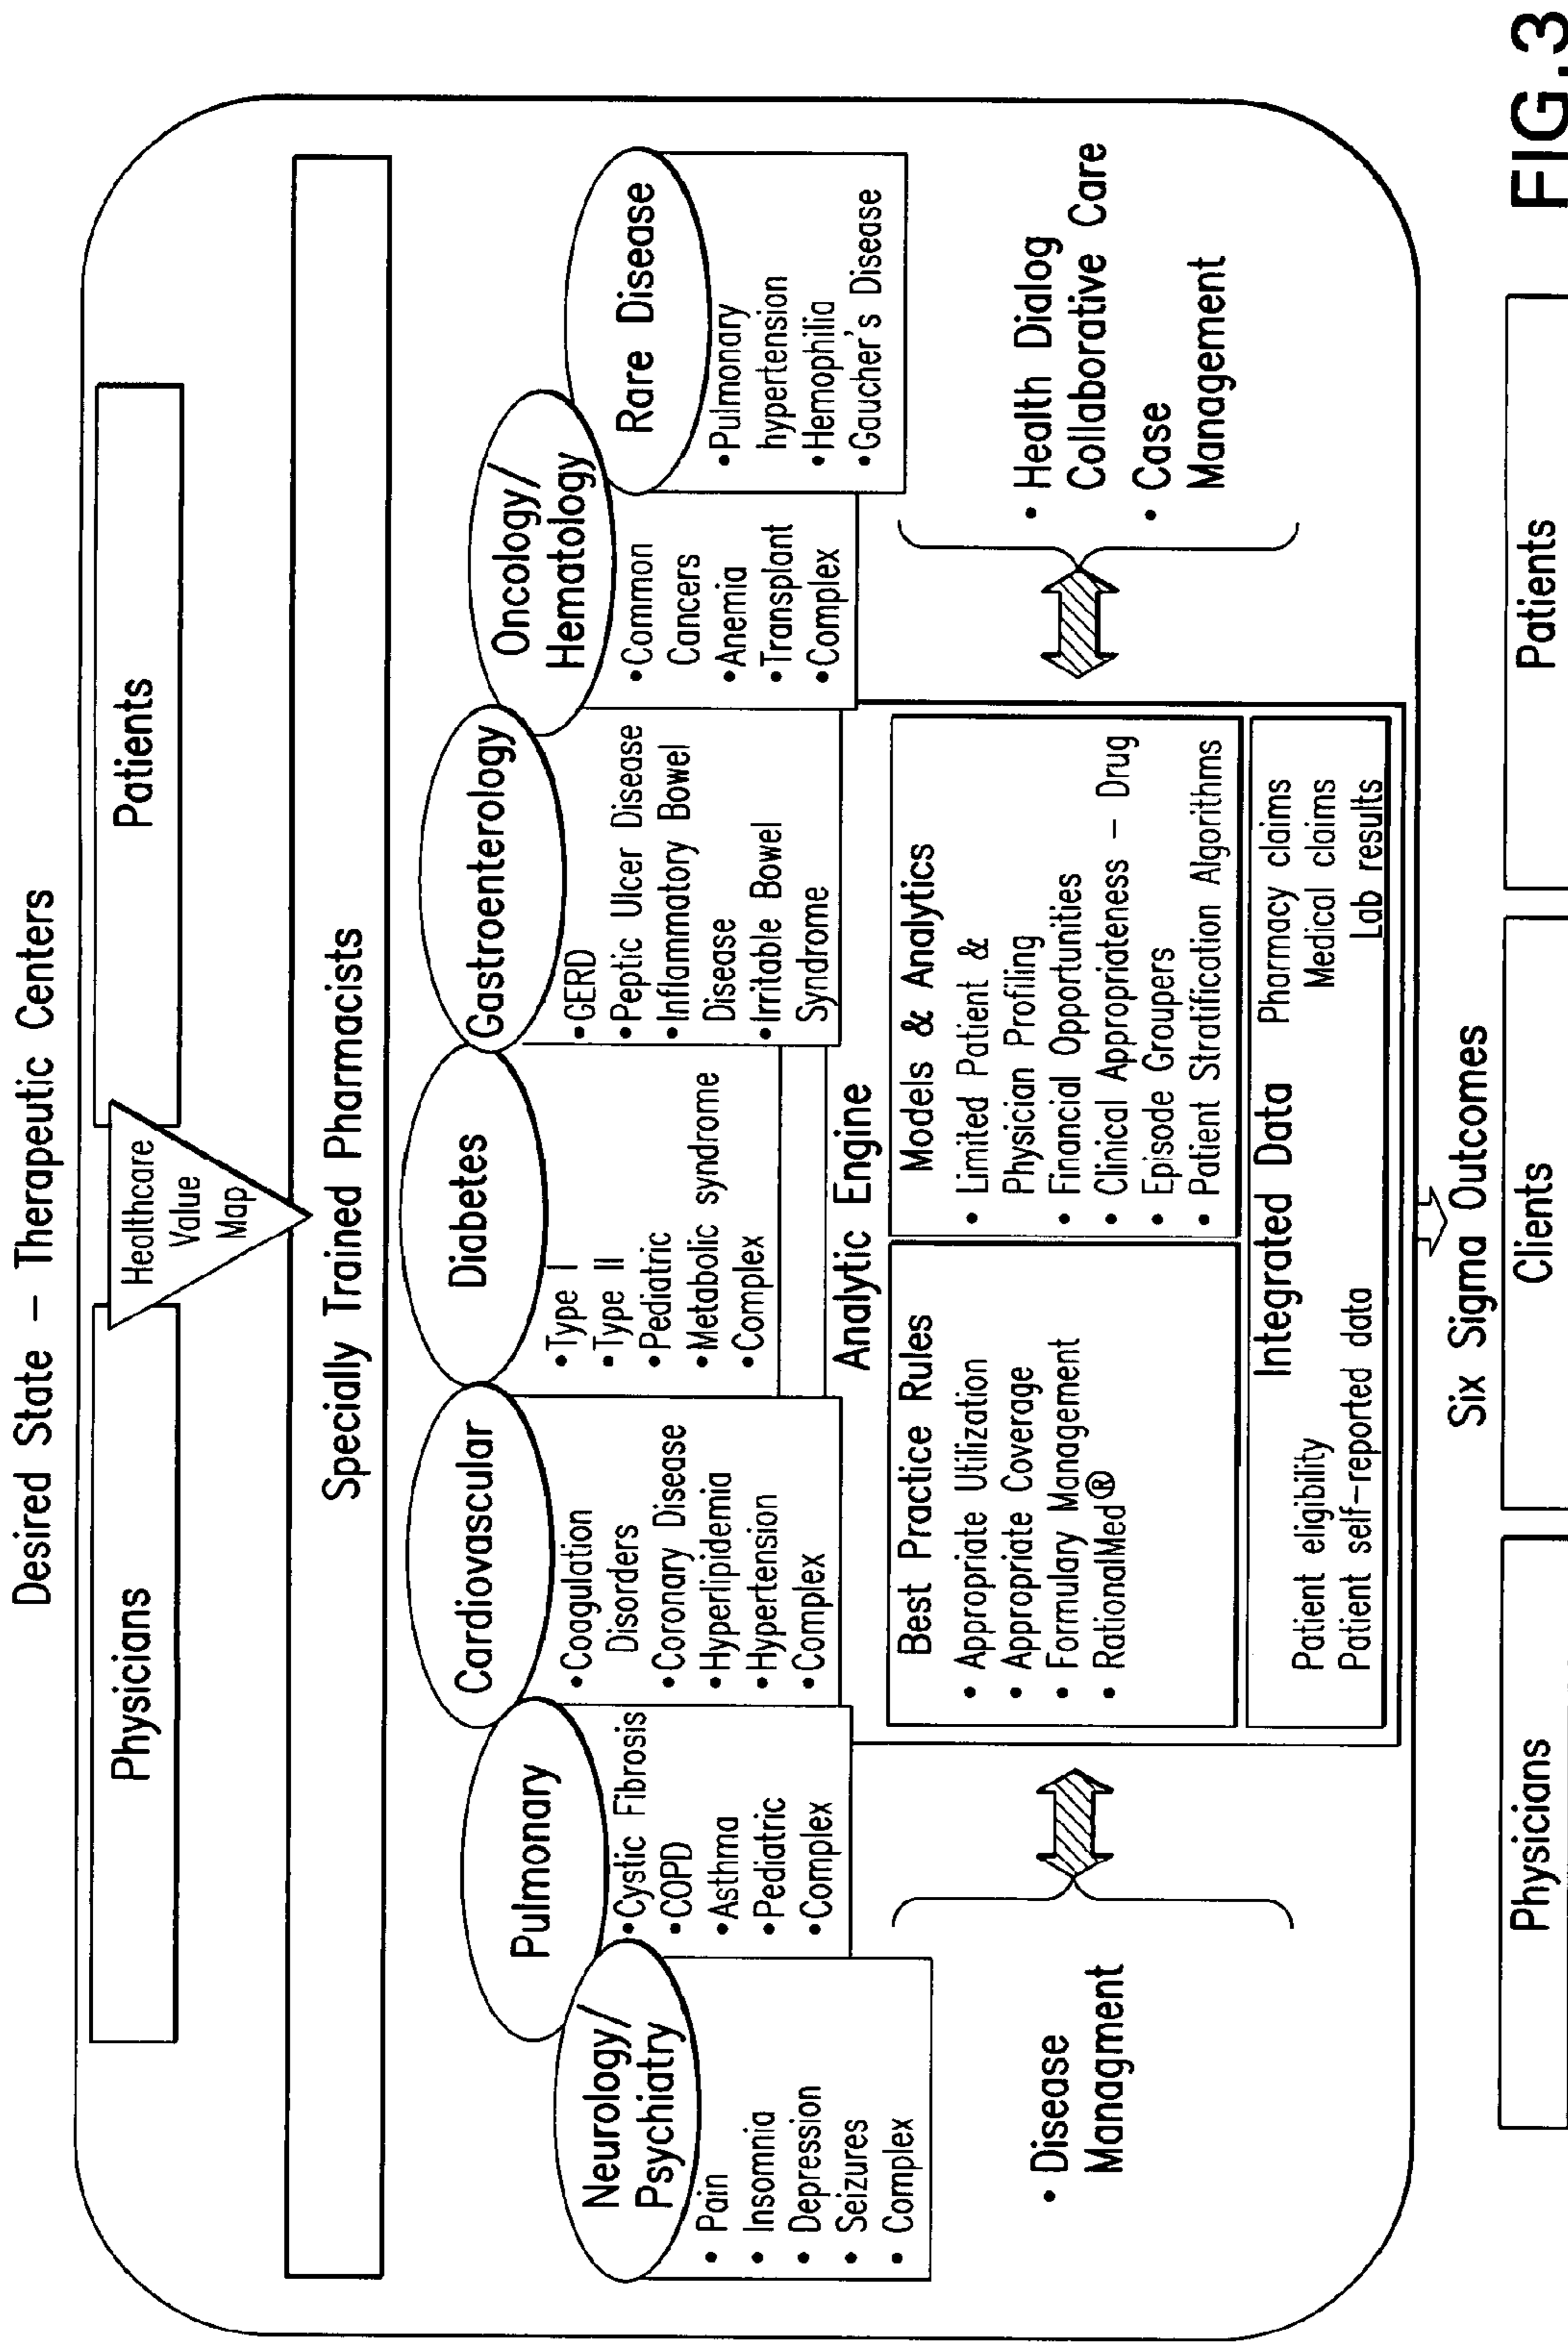 Desired State – Therapeutic Centers
Physicians
Healthcare
Value
Map
Patients
Specially Trained Pharmacists
Neurology/
Psychiatry
• Pain
• Insomnia
• Depression
• Seizures
• Complex
Pulmonary
•Cystic Fibrosis
•COPD
•Asthma
•Pediatric
•Complex
Cardiovascular
•Coagulation
Disorders
•Coronary Disease
•Hyperlipidemia
•Hypertension
•Complex
Diabetes
•Type I
•Type II
•Pediatric
•Metabolic syndrome
•Complex
Gastroenterology
•GERD
•Peptic Ulcer Disease
•Inflammatory Bowel
Disease
•Irritable Bowel
Syndrome
Oncology/
Hematology
•Common
Cancers
•Anemia
•Transplant
•Complex
Rare Disease
•Pulmonary
hypertension
•Hemophilia
•Gaucher's Disease
• Disease
Managment
Analytic Engine
Best Practice Rules
• Appropriate Utilization
• Appropriate Coverage
• Formulary Management
• RationalMed®
Models & Analytics
• Limited Patient &
Physician Profiling
• Financial Opportunities
• Clinical Appropriateness – Drug
• Episode Groupers
• Patient Stratification Algorithms
Integrated Data
Patient eligibility
Patient self-reported data
Pharmacy claims
Medical claims
Lab results
• Health Dialog
Collaborative Care
• Case
Management
Six Sigma Outcomes
Physicians
Clients
Patients
FIG.3